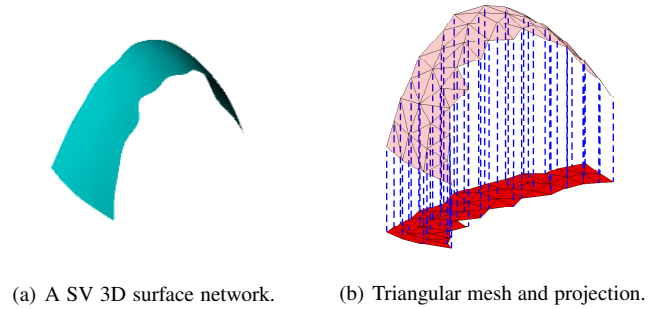 (a) A SV 3D surface network.
(b) Triangular mesh and projection.